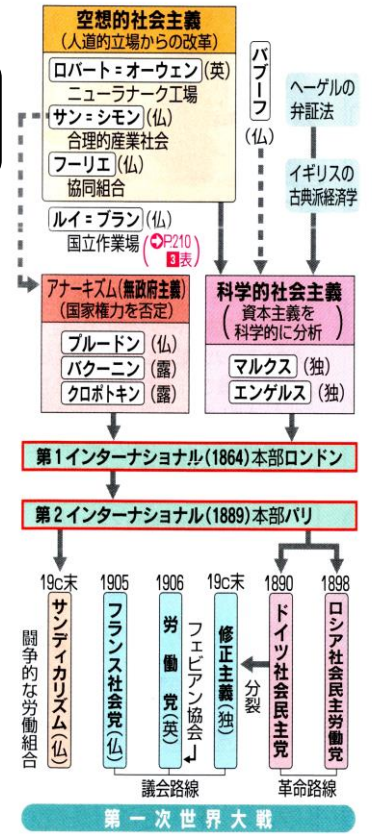 空想的社会主義
(人道的立場からの改革)
ロバート=オーウェン(英)
ニューラナーク工場
サン=シモン(仏)
合理的産業社会
フーリエ(仏)
協同組合
ルイ=ブラン(仏)
国立作業場(➲P.210
3表)
バブーフ
(仏)
ヘーゲルの
弁証法
イギリスの
古典派経済学
アナーキズム(無政府主義)
(国家権力を否定)
プルードン(仏)
バクーニン(露)
クロポトキン(露)
科学的社会主義
(資本主義を
科学的に分析)
マルクス(独)
エンゲルス(独)
第1インターナショナル(1864)本部ロンドン
第2インターナショナル(1889)本部パリ
19c末
サンディカリズム(仏)
闘争的な労働組合
1905
フランス社会党(仏)
1906
労働党(英)
フェビアン協会
19c末
修正主義(独)
分裂
1890
ドイツ社会民主党
1898
ロシア社会民主労働党
議会路線
革命路線
第一次世界大戦